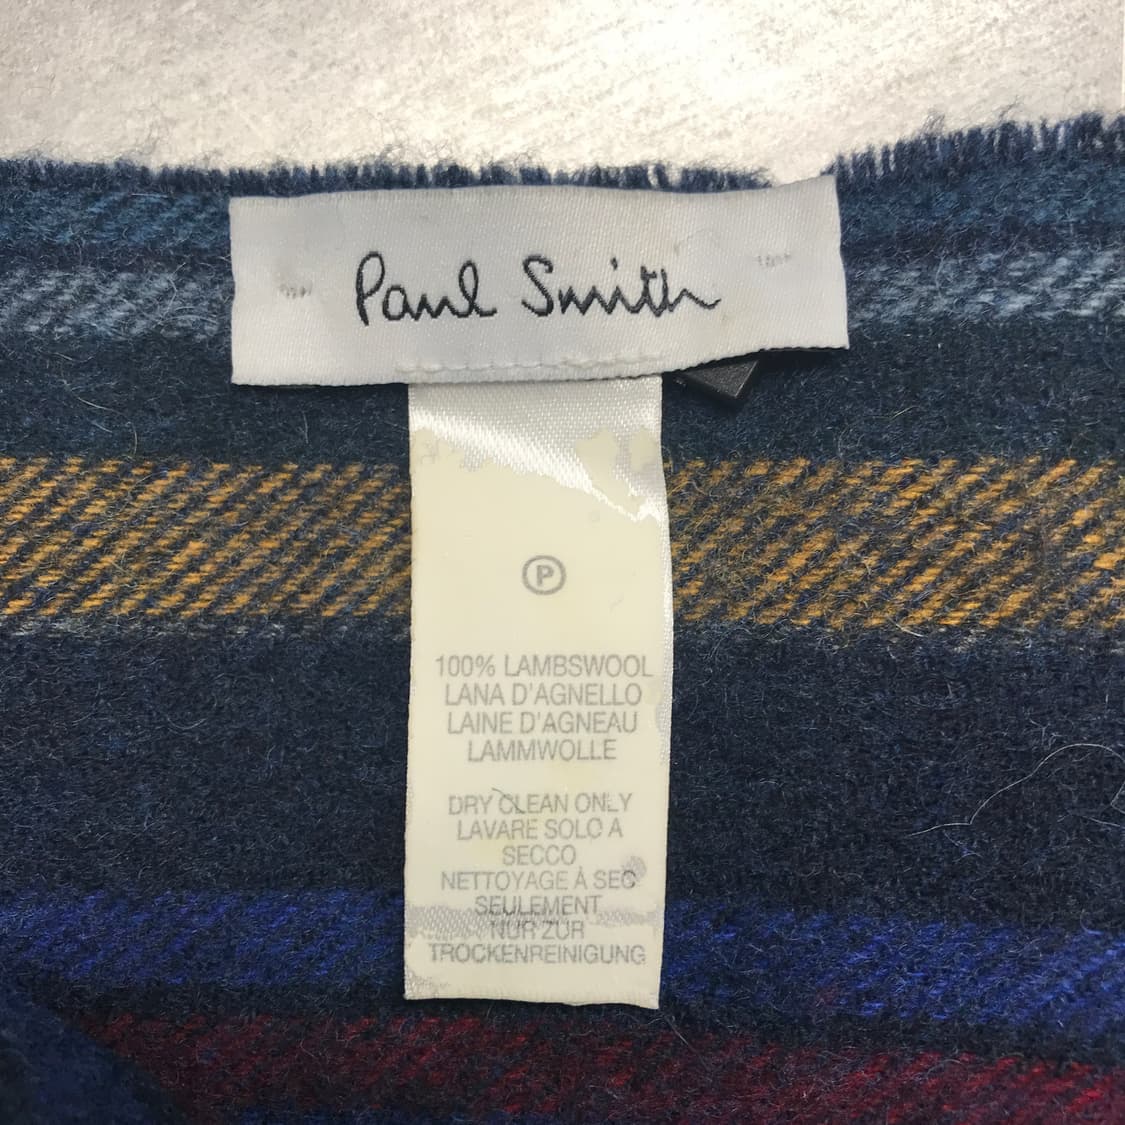 Paul Smith
P
100% LAMBSWOOL
LANA D'AGNELLO
LAINE D'AGNEAU
LAMMWOLLE
DRY CLEAN ONLY
LAVARE SOLO A
SECCO
NETTOYAGE À SEC
SEULEMENT
NUR ZUR
TROCKENREINIGUNG